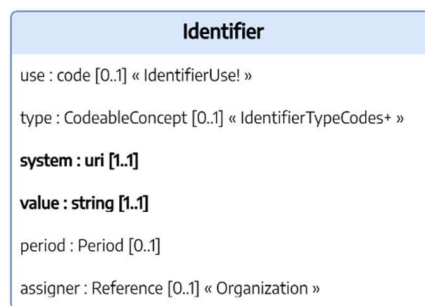 Identifier
use : code [0..1] « IdentifierUse! »
type : CodeableConcept [0..1] « IdentifierTypeCodes+ »
system : uri [1..1]
value : string [1..1]
period : Period [0..1]
assigner : Reference [0..1] « Organization »